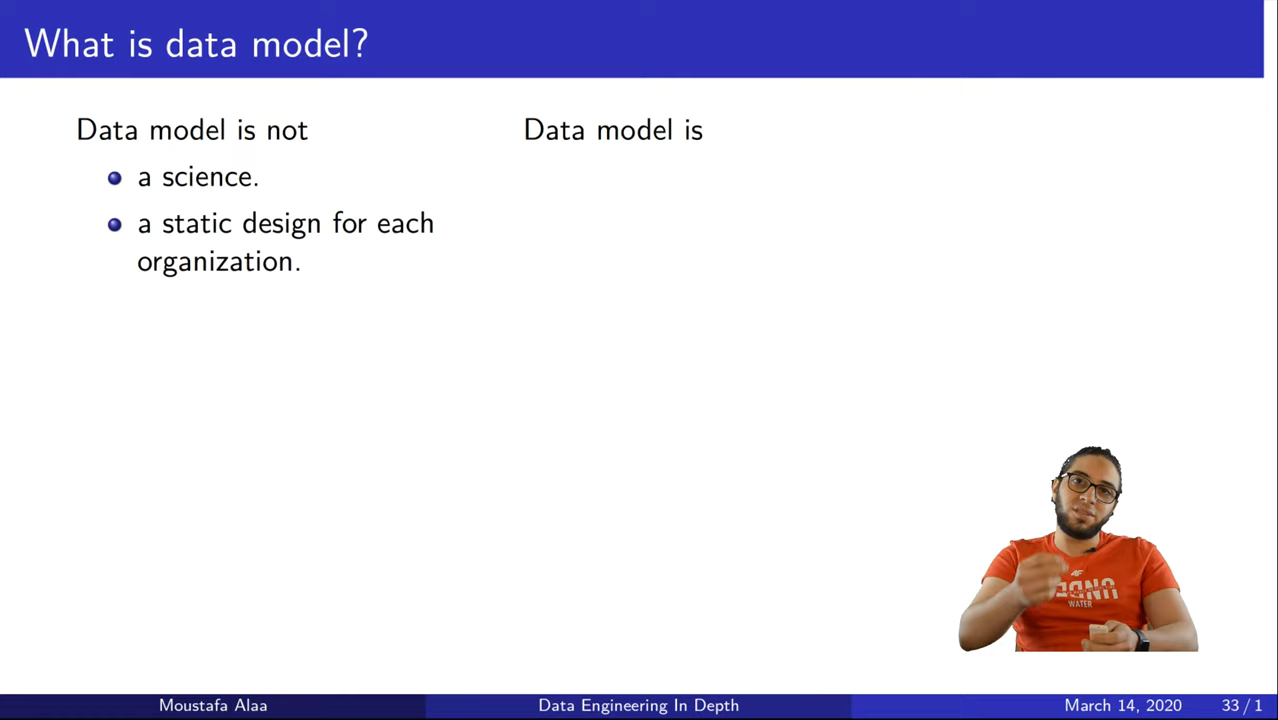 What is data model?
Data model is not
a science.
a static design for each
organization.
Data model is
WATER
Moustafa Alaa
Data Engineering In Depth
March 14, 2020
33 / 1